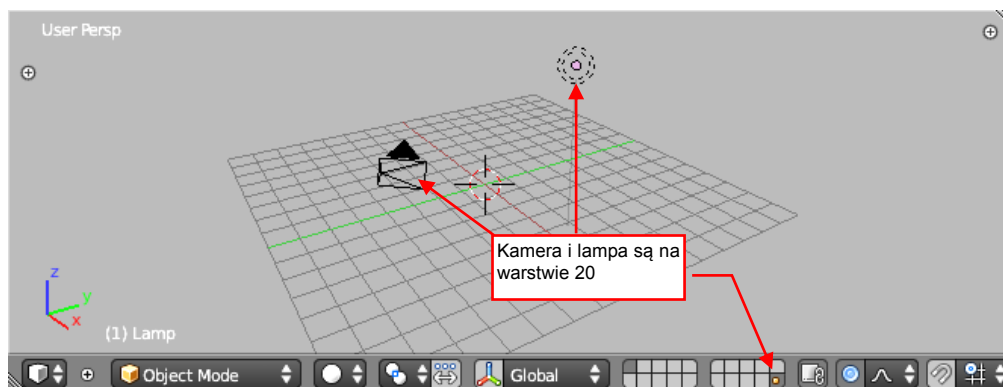 User Persp
Kamera i lampa są na
warstwie 20
z
y
x
(1) Lamp
Object Mode
Global